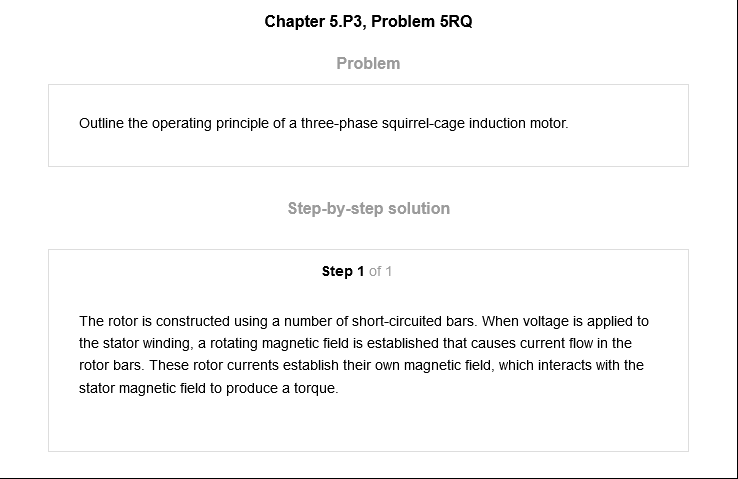 Chapter 5.P3, Problem 5RQ
Problem
Outline the operating principle of a three-phase squirrel-cage induction motor.
Step-by-step solution
Step 1 of 1
The rotor is constructed using a number of short-circuited bars. When voltage is applied to
the stator winding, a rotating magnetic field is established that causes current flow in the
rotor bars. These rotor currents establish their own magnetic field, which interacts with the
stator magnetic field to produce a torque.